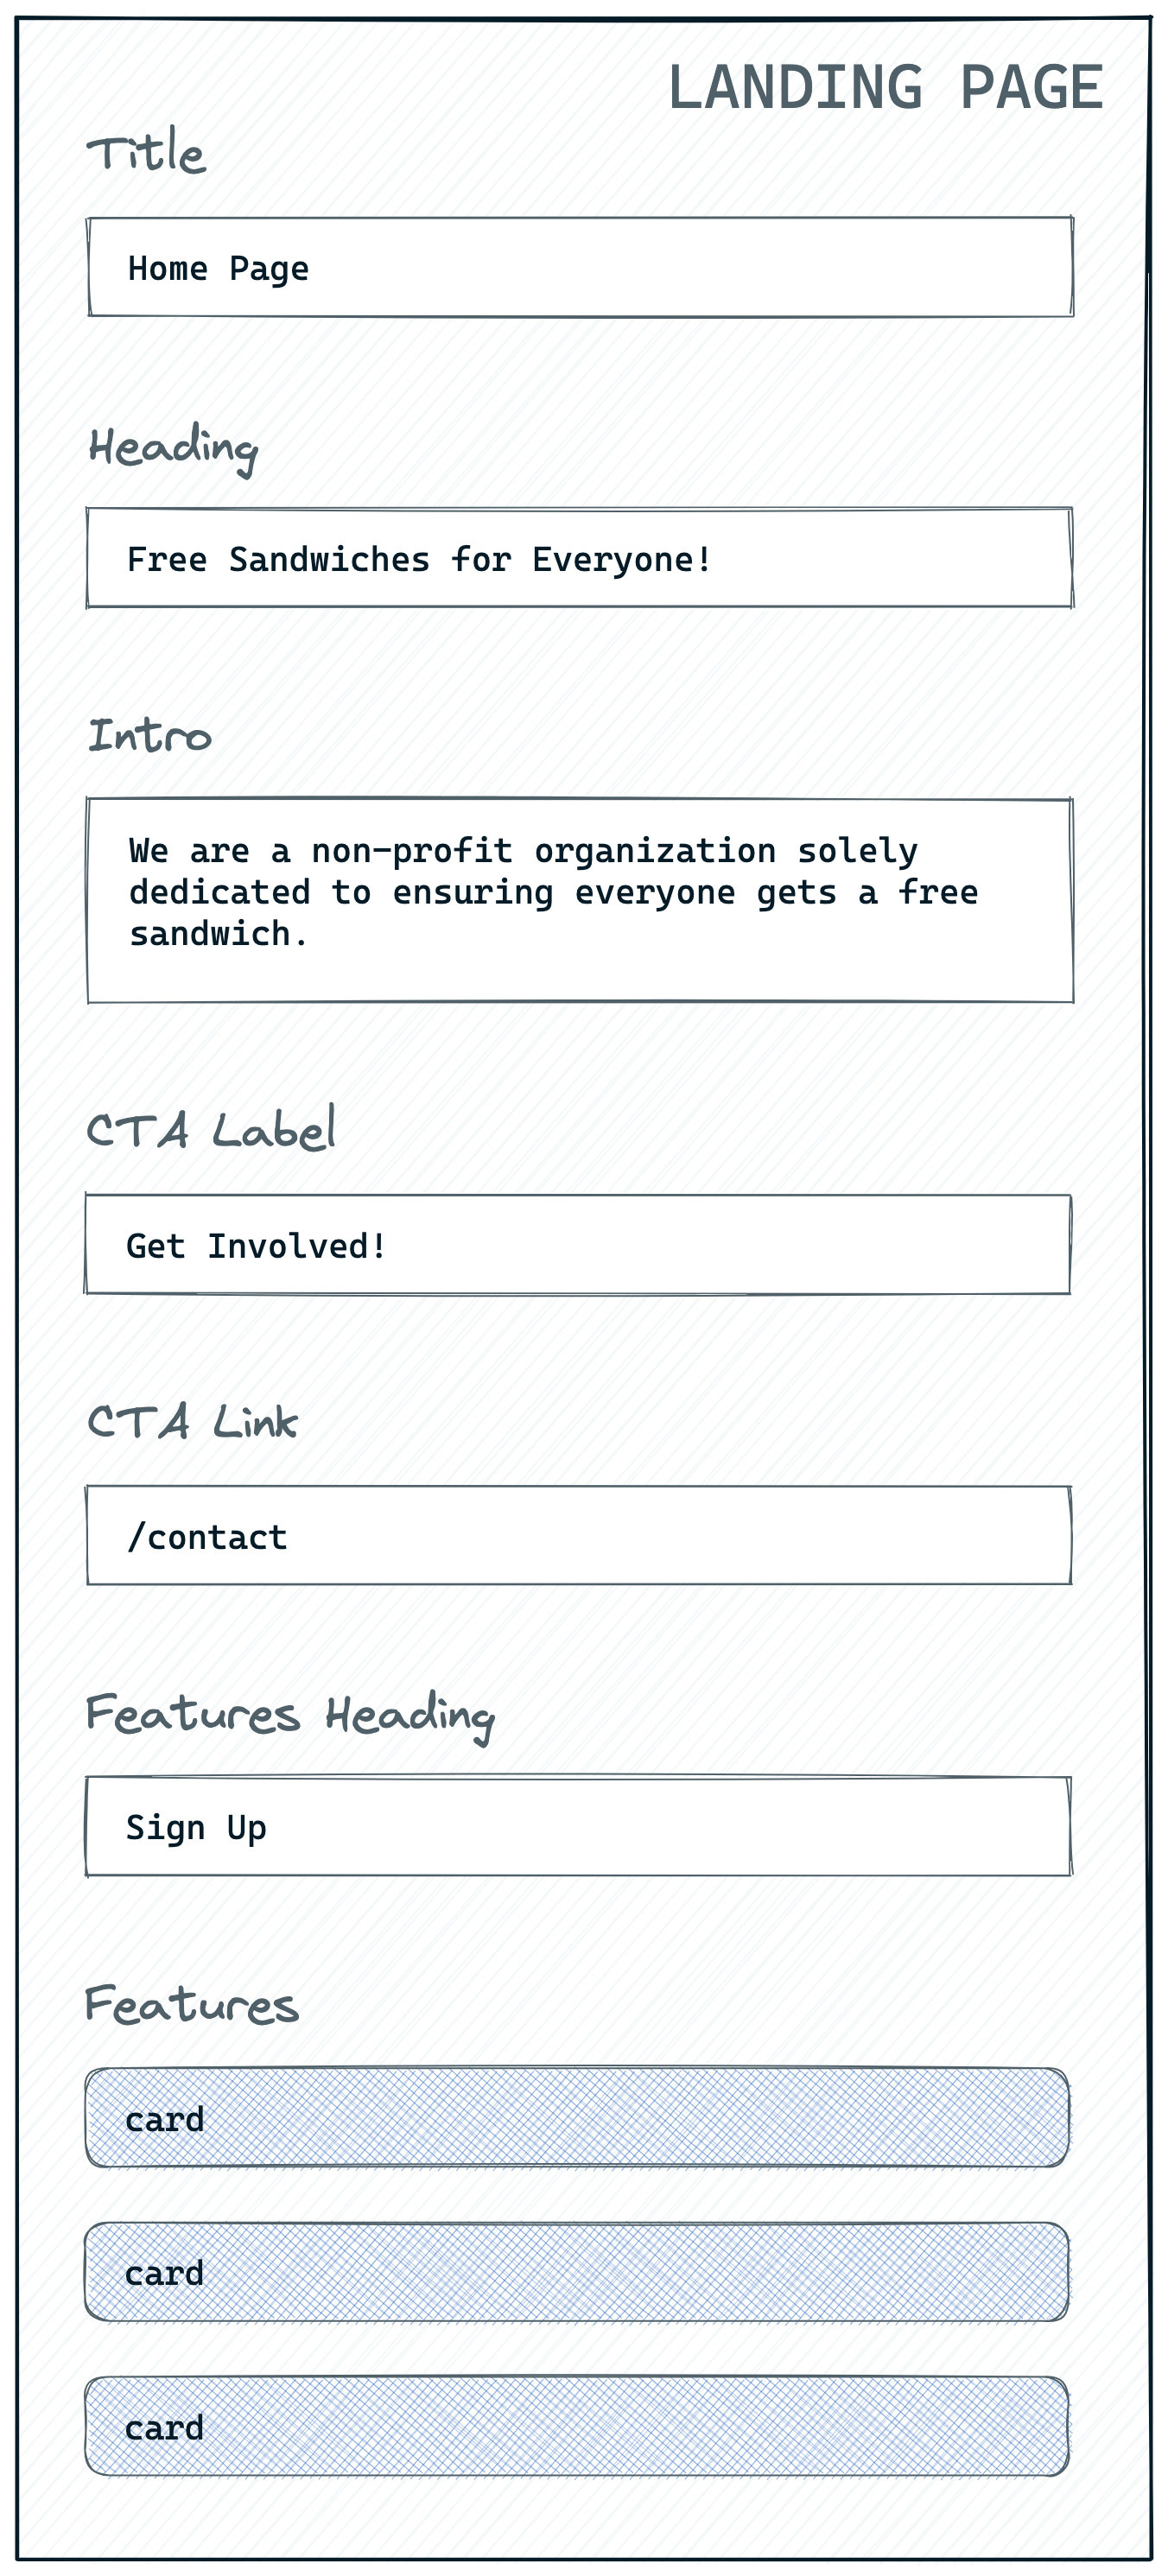 LANDING PAGE
Title
Home Page
Heading
Free Sandwiches for Everyone!
Intro
We are a non-profit organization solely
dedicated to ensuring everyone gets a free
sandwich.
CTA Label
Get Involved!
CTA Link
/contact
Features Heading
Sign Up
Features
card
card
card